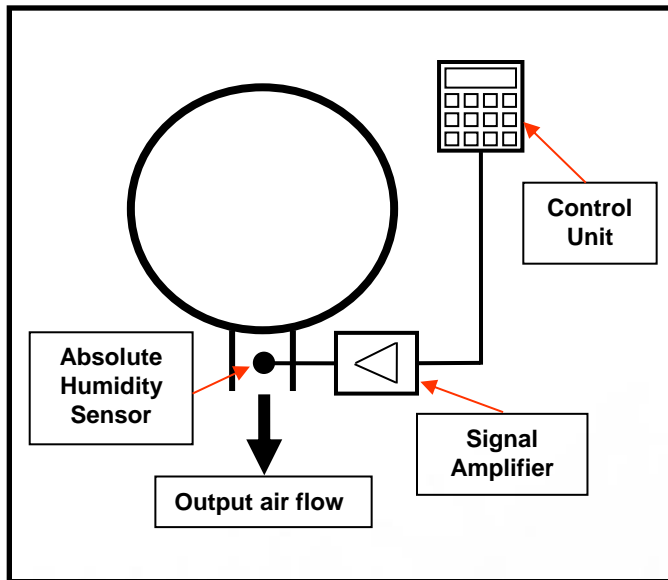 Control
Unit
Absolute
Humidity
Sensor
Signal
Amplifier
Output air flow